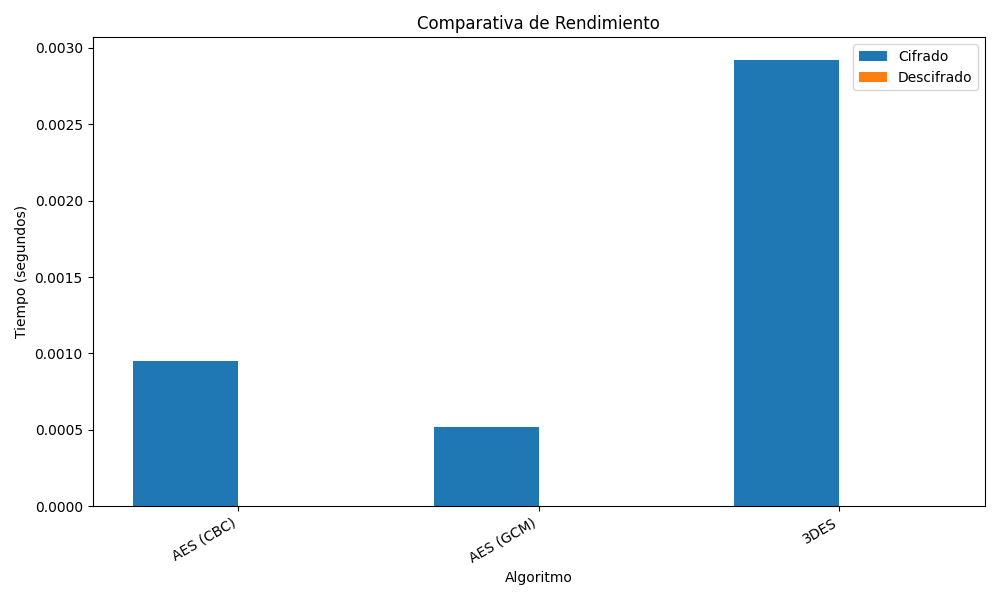 Comparativa de Rendimiento
Cifrado
Descifrado
Tiempo (segundos)
0.0030
0.0025
0.0020
0.0015
0.0010
0.0005
0.0000
AES (CBC)
AES (GCM)
3DES
Algoritmo